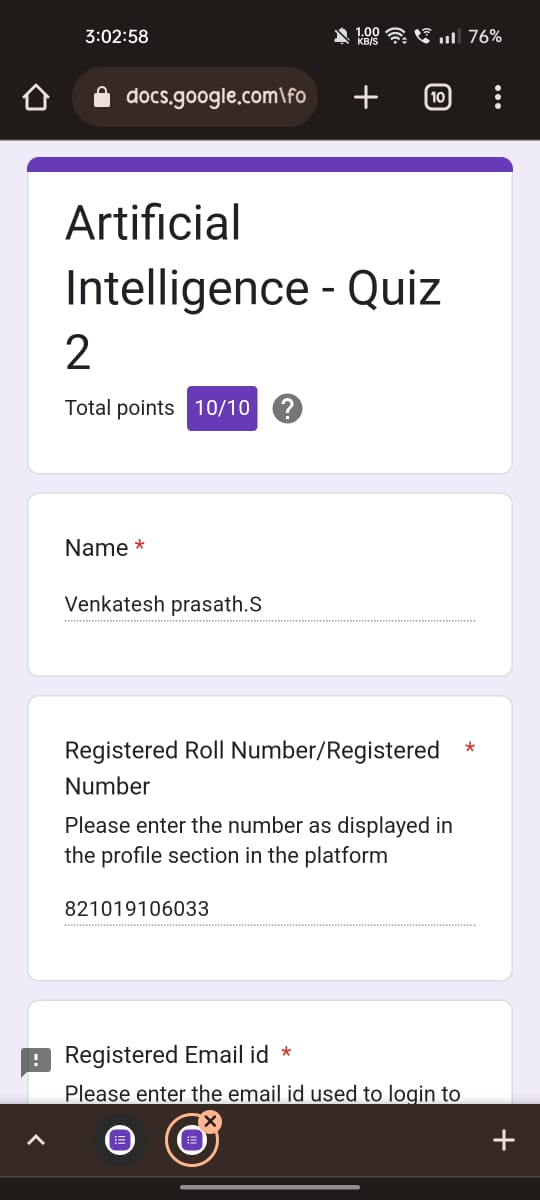 3:02:58
1.00 KB/S
76%
docs.google.com\fo
10
Artificial
Intelligence - Quiz
2
Total points 10/10 ?
Name *
Venkatesh prasath.S
Registered Roll Number/Registered *
Number
Please enter the number as displayed in
the profile section in the platform
821019106033
Registered Email id *
Please enter the email id used to login to